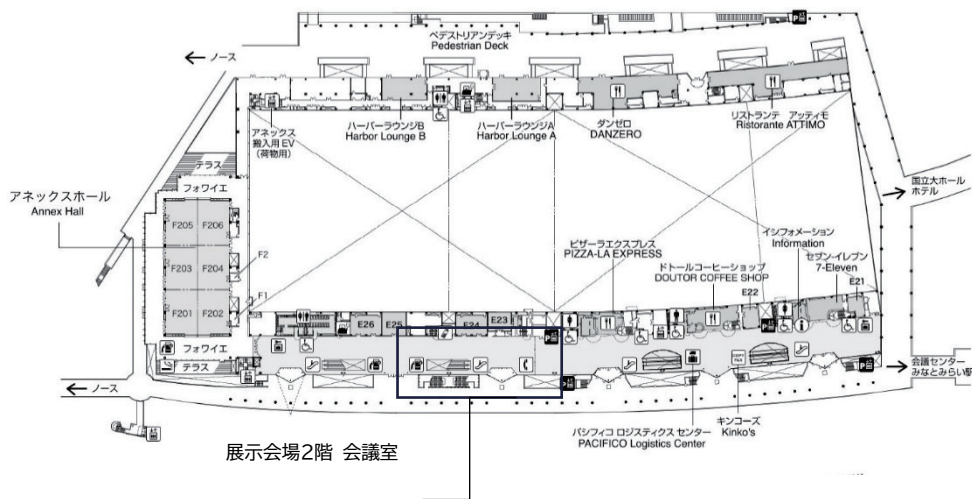 ペデストリアンデッキ
Pedestrian Deck
← ノース
アネックス
搬入用 EV
(荷物用)
ハーバーラウンジB
Harbor Lounge B
ハーバーラウンジA
Harbor Lounge A
ダンゼロ
DANZERO
リストランテ アッティモ
Ristorante ATTIMO
テラス
フォワイエ
アネックスホール
Annex Hall
国立大ホール
ホテル
F205
F206
F203
F204
F201
F202
F2
F1
ピザーラエクスプレス
PIZZA-LA EXPRESS
ドトールコーヒーショップ
DOUTOR COFFEE SHOP
インフォメーション
Information
セブン-イレブン
7-Eleven
E22
E21
E26
E25
E24
E23
フォワイエ
テラス
← ノース
会議センター
みなとみらい駅
パシフィコ ロジスティクス センター
PACIFICO Logistics Center
キンコーズ
Kinko's
展示会場2階 会議室